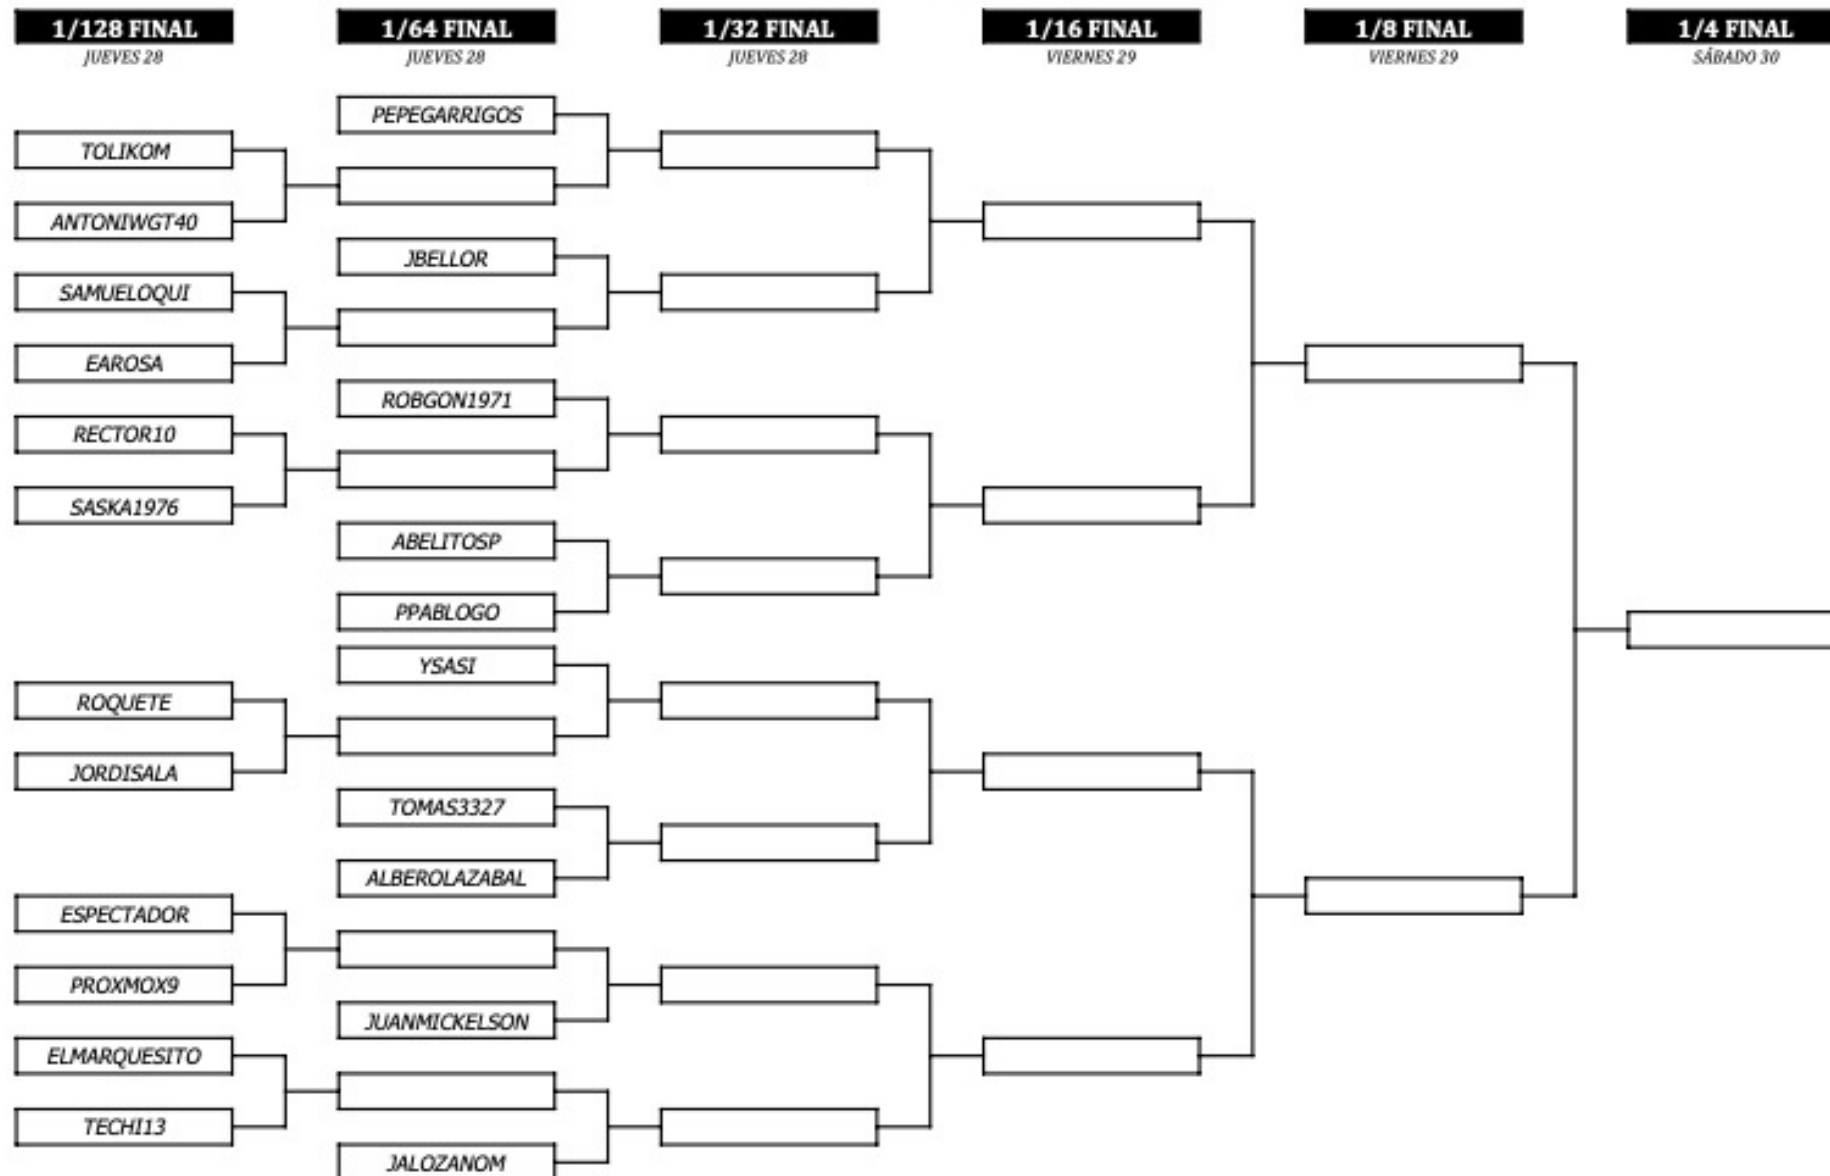 1/128 FINAL
JUEVES 28
1/64 FINAL
JUEVES 28
1/32 FINAL
JUEVES 28
1/16 FINAL
VIERNES 29
1/8 FINAL
VIERNES 29
1/4 FINAL
SÁBADO 30
TOLIKOM
ANTONIWGT40
SAMUELOQUI
EAROSA
RECTOR10
SASKA1976
ROQUETE
JORDISALA
ESPECTADOR
PROXMOX9
ELMARQUESITO
TECHI13
PEPEGARRIGOS
JBELLOR
ROBGON1971
ABELITOSP
PPABLOGO
YSASI
TOMAS3327
ALBEROLAZABAL
JUANMICKELSON
JALOZANOM